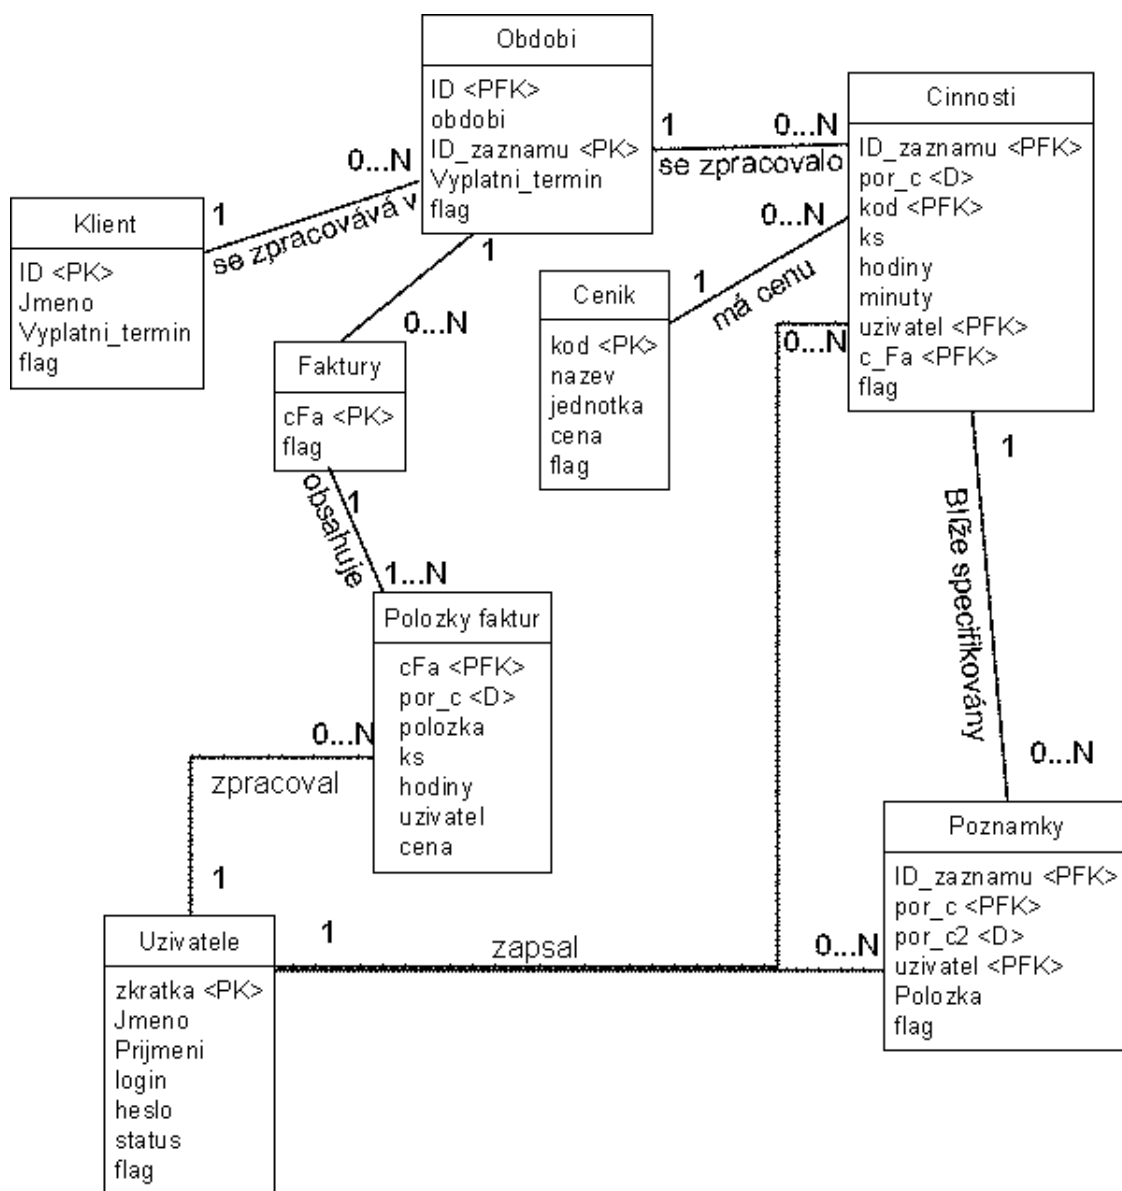 Obdobi
ID <PFK>
obdobi
ID_zaznamu <PK>
Vyplatni_termin
flag
Cinnosti
ID_zaznamu <PFK>
por_c <D>
kod <PFK>
ks
hodiny
minuty
uzivatel <PFK>
c_Fa <PFK>
flag
1
0...N
se zpracovalo
0...N
1
se zpracovává v
Klient
ID <PK>
Jmeno
Vyplatni_termin
flag
1
0...N
0...N
1
má cenu
Cenik
kod <PK>
nazev
jednotka
cena
flag
Faktury
cFa <PK>
flag
0...N
1
obsahuje
1
1...N
Blíže specifikovány
Polozky faktur
cFa <PFK>
por_c <D>
polozka
ks
hodiny
uzivatel
cena
0...N
zpracoval
1
0...N
Poznamky
ID_zaznamu <PFK>
por_c <PFK>
por_c2 <D>
uzivatel <PFK>
Polozka
flag
Uzivatele
zkratka <PK>
Jmeno
Prijmeni
login
heslo
status
flag
1
zapsal
0...N